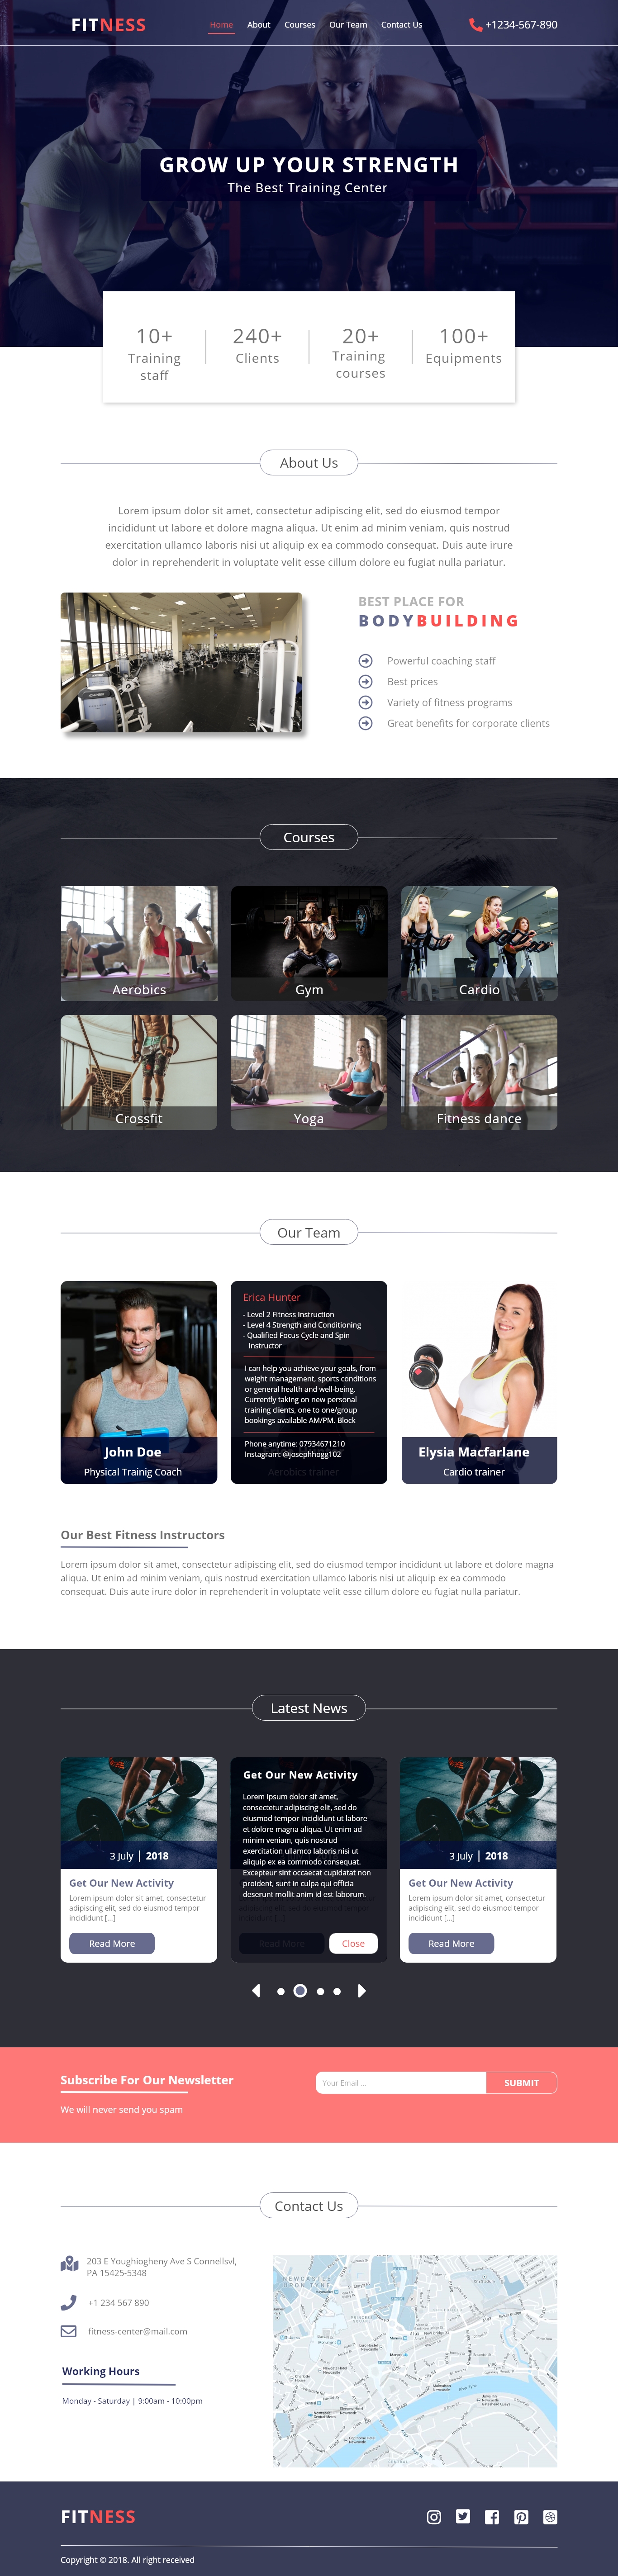 FITNESS
Home About Courses Our Team Contact Us
+1234-567-890
GROW UP YOUR STRENGTH
The Best Training Center
10+
Training
staff
240+
Clients
20+
Training
courses
100+
Equipments
About Us
Lorem ipsum dolor sit amet, consectetur adipiscing elit, sed do eiusmod tempor
incididunt ut labore et dolore magna aliqua. Ut enim ad minim veniam, quis nostrud
exercitation ullamco laboris nisi ut aliquip ex ea commodo consequat. Duis aute irure
dolor in reprehenderit in voluptate velit esse cillum dolore eu fugiat nulla pariatur.
BEST PLACE FOR
BODYBUILDING
Powerful coaching staff
Best prices
Variety of fitness programs
Great benefits for corporate clients
Courses
Aerobics
Gym
Cardio
Crossfit
Yoga
Fitness dance
Our Team
John Doe
Physical Trainig Coach
Erica Hunter
- Level 2 Fitness Instruction
- Level 4 Strength and Conditioning
- Qualified Focus Cycle and Spin
Instructor
I can help you achieve your goals, from
weight management, sports conditions
or general health and well-being.
Currently taking on new personal
training clients, one to one/group
bookings available AM/PM. Block
Phone anytime: 07934671210
Instagram: @josephhogg102
Aerobics trainer
Elysia Macfarlane
Cardio trainer
Our Best Fitness Instructors
Lorem ipsum dolor sit amet, consectetur adipiscing elit, sed do eiusmod tempor incididunt ut labore et dolore magna
aliqua. Ut enim ad minim veniam, quis nostrud exercitation ullamco laboris nisi ut aliquip ex ea commodo
consequat. Duis aute irure dolor in reprehenderit in voluptate velit esse cillum dolore eu fugiat nulla pariatur.
Latest News
3 July | 2018
Get Our New Activity
Lorem ipsum dolor sit amet, consectetur
adipiscing elit, sed do eiusmod tempor
incididunt [...]
Read More
Get Our New Activity
Lorem ipsum dolor sit amet,
consectetur adipiscing elit, sed do
eiusmod tempor incididunt ut labore
et dolore magna aliqua. Ut enim ad
minim veniam, quis nostrud
exercitation ullamco laboris nisi ut
aliquip ex ea commodo consequat.
Excepteur sint occaecat cupidatat non
proident, sunt in culpa qui officia
deserunt mollit anim id est laborum.
Read More
Close
3 July | 2018
Get Our New Activity
Lorem ipsum dolor sit amet, consectetur
adipiscing elit, sed do eiusmod tempor
incididunt [...]
Read More
Subscribe For Our Newsletter
We will never send you spam
Your Email ...
SUBMIT
Contact Us
203 E Youghiogheny Ave 5 Connellsvl,
PA 15425-5348
+1 234 567 890
fitness-center@mail.com
Working Hours
Monday - Saturday | 9:00am - 10:00pm
NEWCASTLE
UPON TYNE
FITNESS
Copyright © 2018. All right received